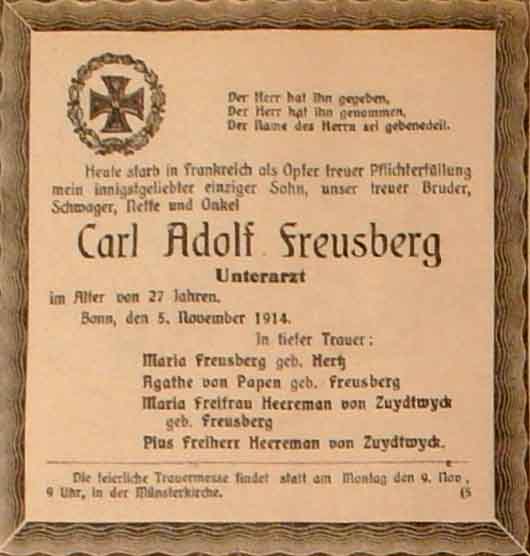 Der Herr hat ihn gegeben,
Der Herr hat ihn genommen,
Der Name des Herrn sei gebenedeit.
Heute starb in Frankreich als Opfer treuer Pflichterfüllung
mein innigstgeliebter einziger Sohn, unser treuer Bruder,
Schwager, Neffe und Onkel
Carl Adolf Freusberg
Unterarzt
im Alter von 27 Jahren.
Bonn, den 5. November 1914.
In tiefer Trauer:
Maria Freusberg geb. Hertz
Agathe von Papen geb. Freusberg
Maria Freifrau Heereman von Zuydtwyck
geb. Freusberg
Pius Freiherr Heereman von Zuydtwyck.
Die feierliche Trauermesse findet statt am Montag den 9. Nov.,
9 Uhr, in der Münsterkirche. (5